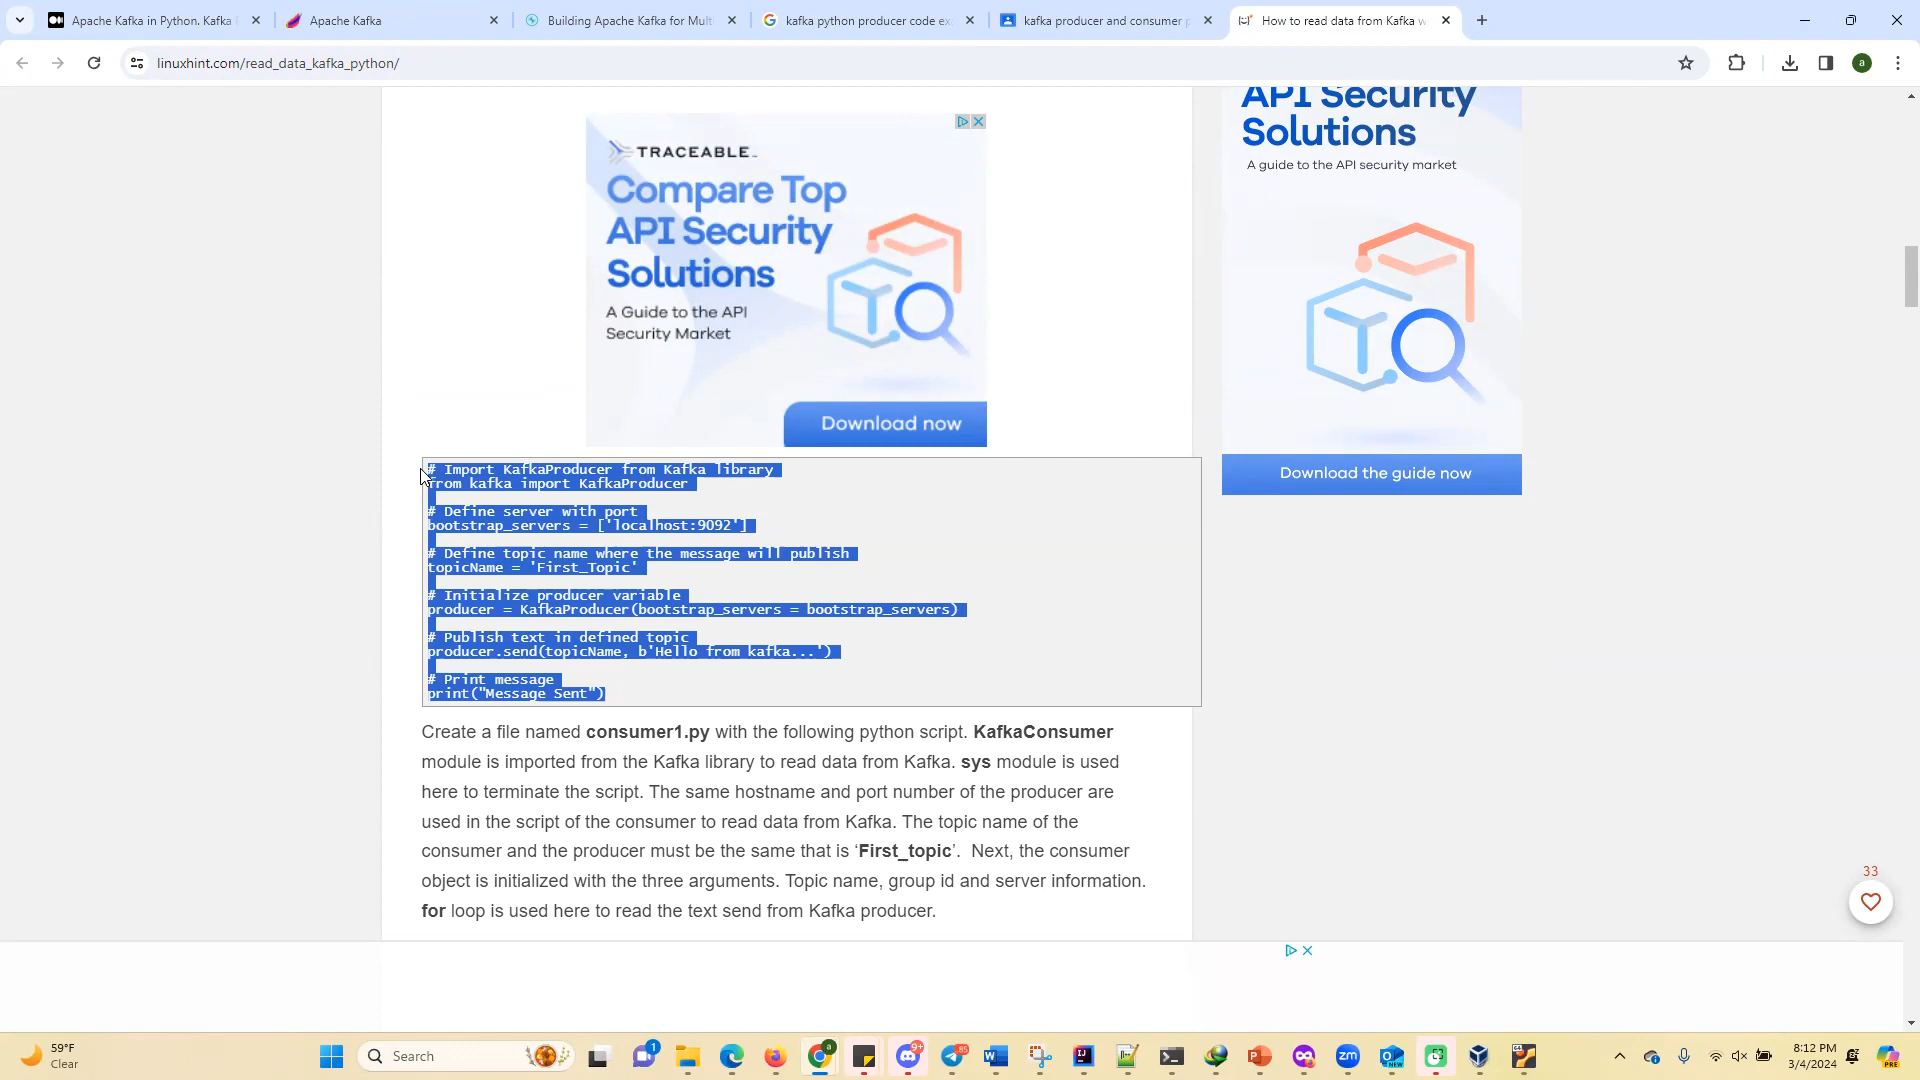 Apache Kafka in Python. Kafka
Apache Kafka
Building Apache Kafka for Mult
kafka python producer code ex
kafka producer and consumer p
How to read data from Kafka w
linuxhint.com/read_data_kafka_python/
a
TRACEABLE
Compare Top
API Security
Solutions
A Guide to the API
Security Market
Download now
API Security
Solutions
A guide to the API security market
Download the guide now
# Import KafkaProducer from Kafka library
from kafka import KafkaProducer
# Define server with port
bootstrap_servers = ['localhost:9092']
# Define topic name where the message will publish
topicName = 'First_Topic'
# Initialize producer variable
producer = KafkaProducer(bootstrap_servers = bootstrap_servers)
# Publish text in defined topic
producer.send(topicName, b'Hello from kafka...')
# Print message
print("Message Sent")
Create a file named consumer1.py with the following python script. KafkaConsumer
module is imported from the Kafka library to read data from Kafka. sys module is used
here to terminate the script. The same hostname and port number of the producer are
used in the script of the consumer to read data from Kafka. The topic name of the
consumer and the producer must be the same that is ‘First_topic’.  Next, the consumer
object is initialized with the three arguments. Topic name, group id and server information.
for loop is used here to read the text send from Kafka producer.
33
59°F
Clear
Search
1
a
9+
85
zm
NEW
8:12 PM
3/4/2024
PRE